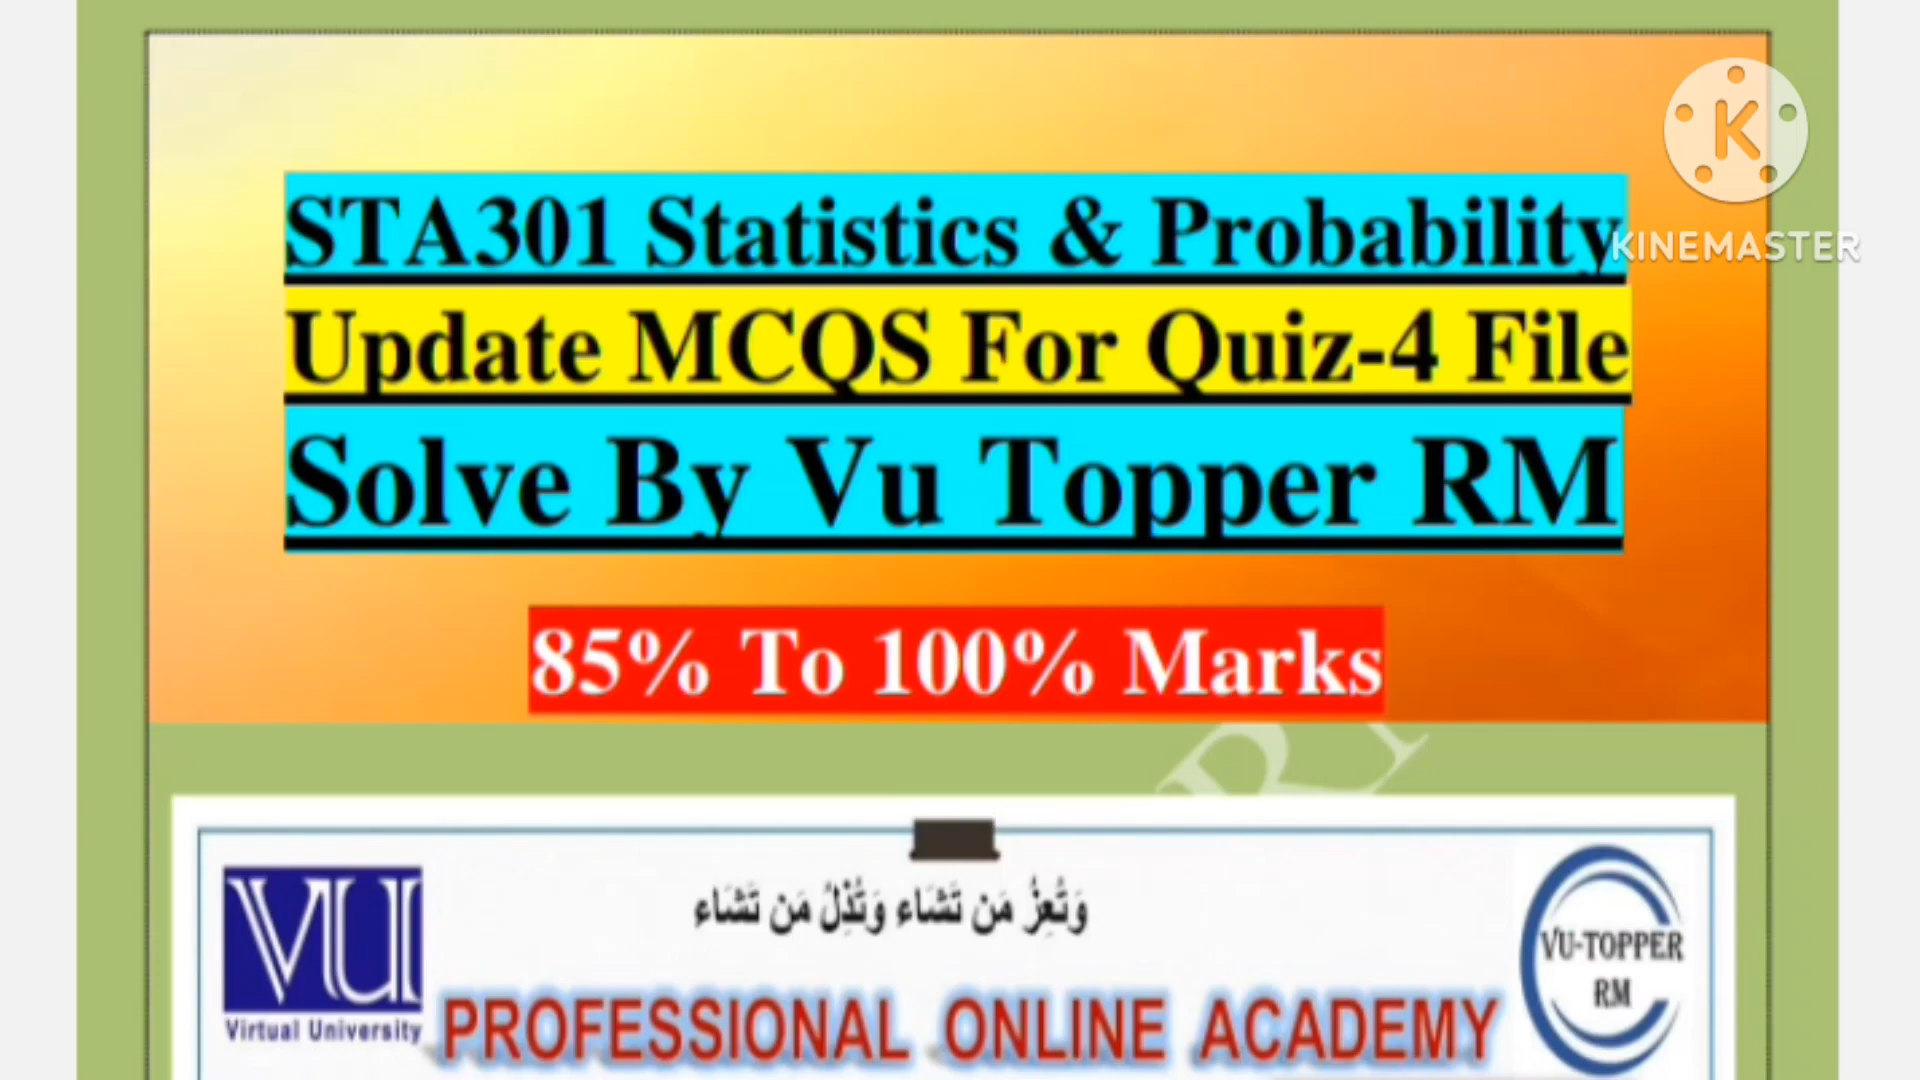 K
KINEMASTER
STA301 Statistics & Probability
Update MCQS For Quiz-4 File
Solve By Vu Topper RM
85% To 100% Marks
وَتُعِزُّ مَن تَشَاء وَتُذِلُّ مَن تَشَاء
VU
Virtual University
PROFESSIONAL ONLINE ACADEMY
VU-TOPPER
RM